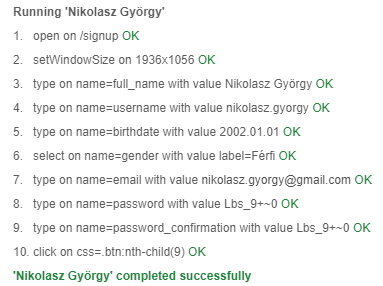 Running 'Nikolasz György'
1. open on /signup OK
2. setWindowSize on 1936x1056 OK
3. type on name=full_name with value Nikolasz György OK
4. type on name=username with value nikolasz.gyorgy OK
5. type on name=birthdate with value 2002.01.01 OK
6. select on name=gender with value label=Férfi OK
7. type on name=email with value nikolasz.gyorgy@gmail.com OK
8. type on name=password with value Lbs_9+~0 OK
9. type on name=password_confirmation with value Lbs_9+~0 OK
10. click on css=.btn:nth-child(9) OK
'Nikolasz György' completed successfully